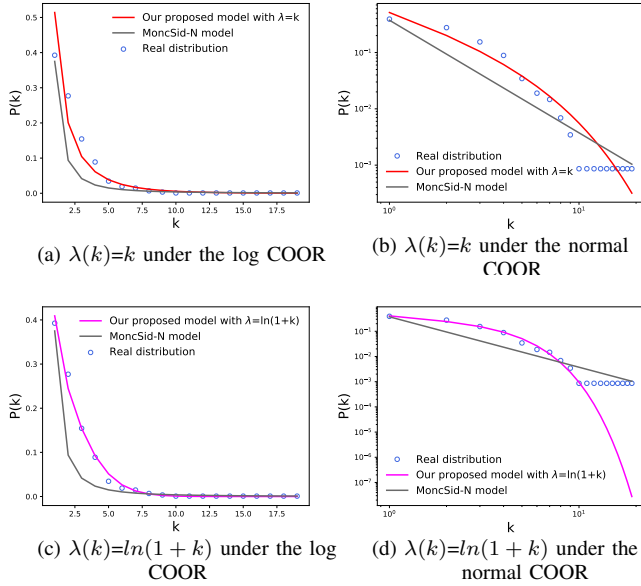 0.5
0.4
0.3
0.2
0.1
0.0
P(k)
Our proposed model with λ=k
MoncSid-N model
Real distribution
2.5 5.0 7.5 10.0 12.5 15.0 17.5
k
(a) λ(k)=k under the log COOR
10⁻¹
10⁻²
10⁻³
P(k)
Real distribution
Our proposed model with λ=k
MoncSid-N model
10⁰ 10¹
k
(b) λ(k)=k under the normal
COOR
0.4
0.3
0.2
0.1
0.0
P(k)
Our proposed model with λ=ln(1+k)
MoncSid-N model
Real distribution
2.5 5.0 7.5 10.0 12.5 15.0 17.5
k
(c) λ(k)=ln(1 + k) under the log
COOR
10⁻¹
10⁻²
10⁻³
10⁻⁴
10⁻⁵
10⁻⁶
10⁻⁷
P(k)
Real distribution
Our proposed model with λ=ln(1+k)
MoncSid-N model
10⁰ 10¹
k
(d) λ(k)=ln(1 + k) under the
normal COOR